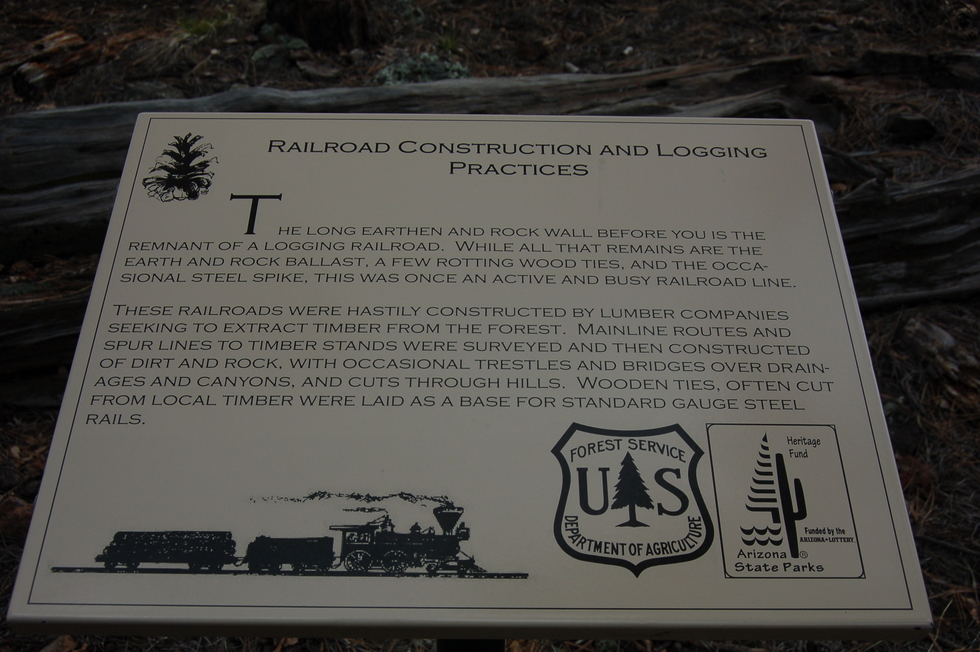 Railroad Construction and Logging
Practices
The long earthen and rock wall before you is the
remnant of a logging railroad. While all that remains are the
earth and rock ballast, a few rotting wood ties, and the occa-
sional steel spike, this was once an active and busy railroad line.
These railroads were hastily constructed by lumber companies
seeking to extract timber from the forest. Mainline routes and
spur lines to timber stands were surveyed and then constructed
of dirt and rock, with occasional trestles and bridges over drain-
ages and canyons, and cuts through hills. Wooden ties, often cut
from local timber were laid as a base for standard gauge steel
rails.
FOREST SERVICE
US
DEPARTMENT OF AGRICULTURE
Heritage
Fund
Funded by the
ARIZONA LOTTERY
Arizona ®
State Parks